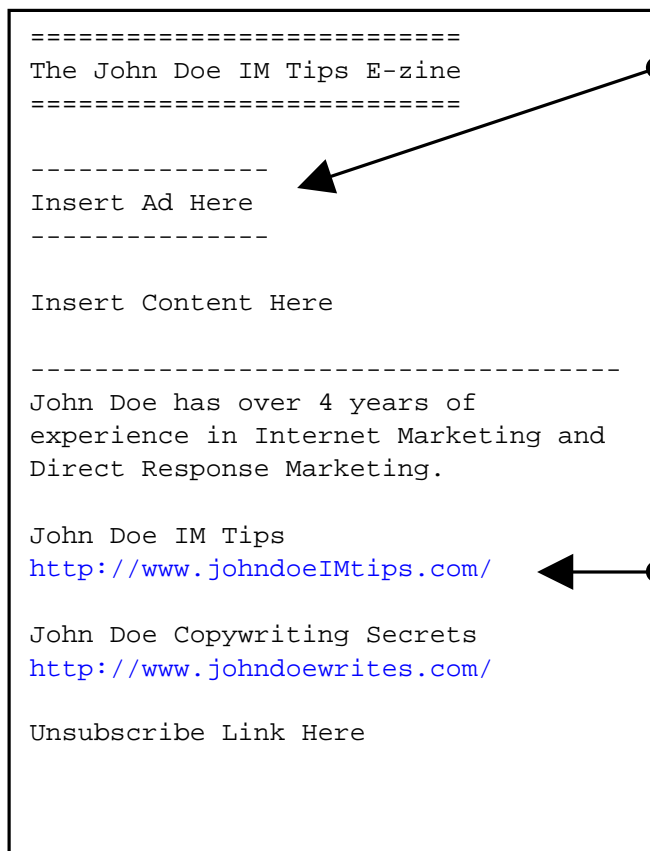 ===========================
The John Doe IM Tips E-zine
===========================
---------------
Insert Ad Here
---------------
Insert Content Here
-------------------------------------
John Doe has over 4 years of
experience in Internet Marketing and
Direct Response Marketing.
John Doe IM Tips
http://www.johndoeIMtips.com/
John Doe Copywriting Secrets
http://www.johndoewrites.com/
Unsubscribe Link Here